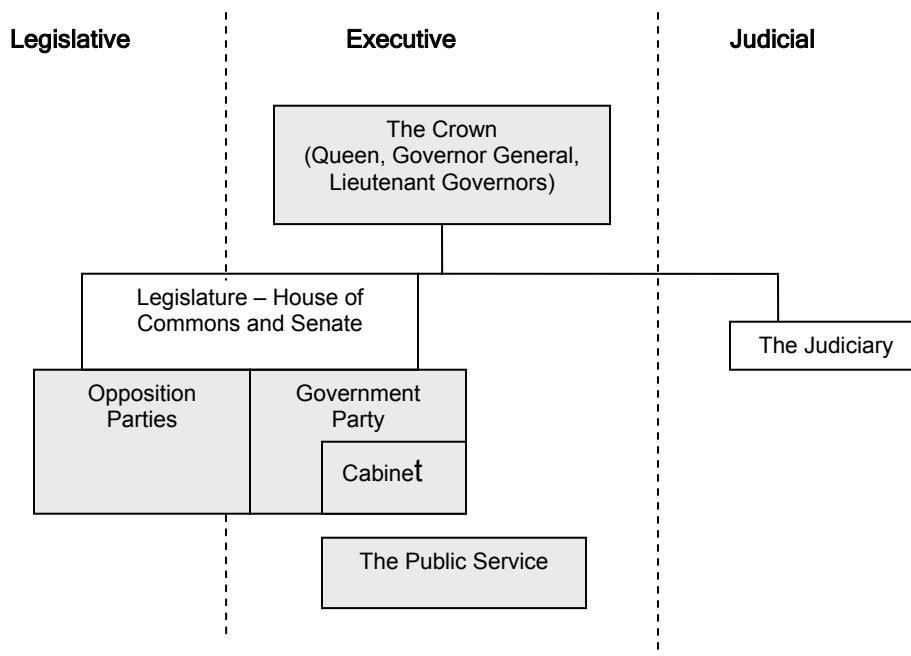 Legislative
Executive
Judicial
The Crown
(Queen, Governor General,
Lieutenant Governors)
Legislature – House of
Commons and Senate
The Judiciary
Opposition
Parties
Government
Party
Cabinet
The Public Service